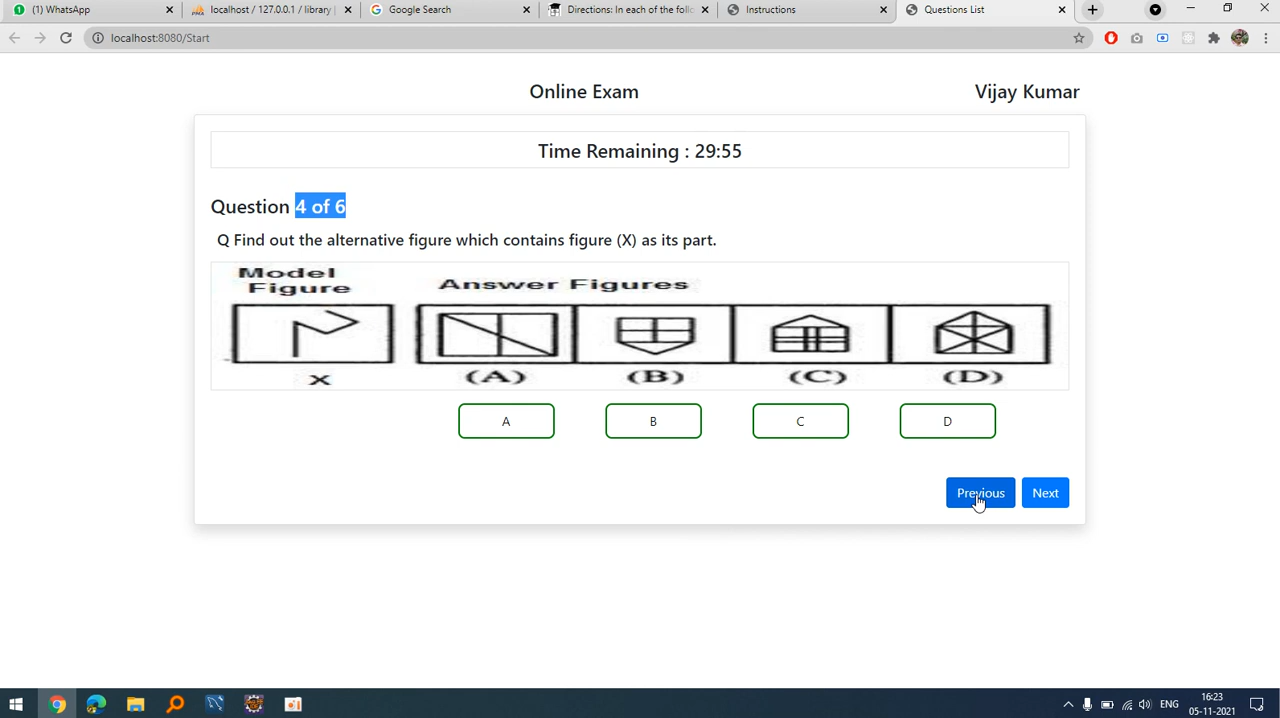 (1) WhatsApp
localhost / 127.0.0.1 / library
Google Search
Directions: In each of the follo
Instructions
Questions List
localhost:8080/Start
Online Exam
Vijay Kumar
Time Remaining : 29:55
Question 4 of 6
Q Find out the alternative figure which contains figure (X) as its part.
Model
Figure
Answer Figures
x
(A)
(B)
(C)
(D)
A
B
C
D
Previous
Next
ENG
16:23
05-11-2021